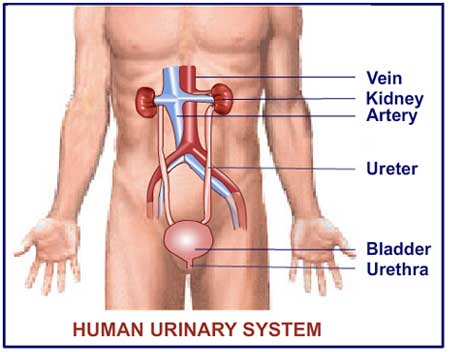 Vein
Kidney
Artery
Ureter
Bladder
Urethra
HUMAN URINARY SYSTEM